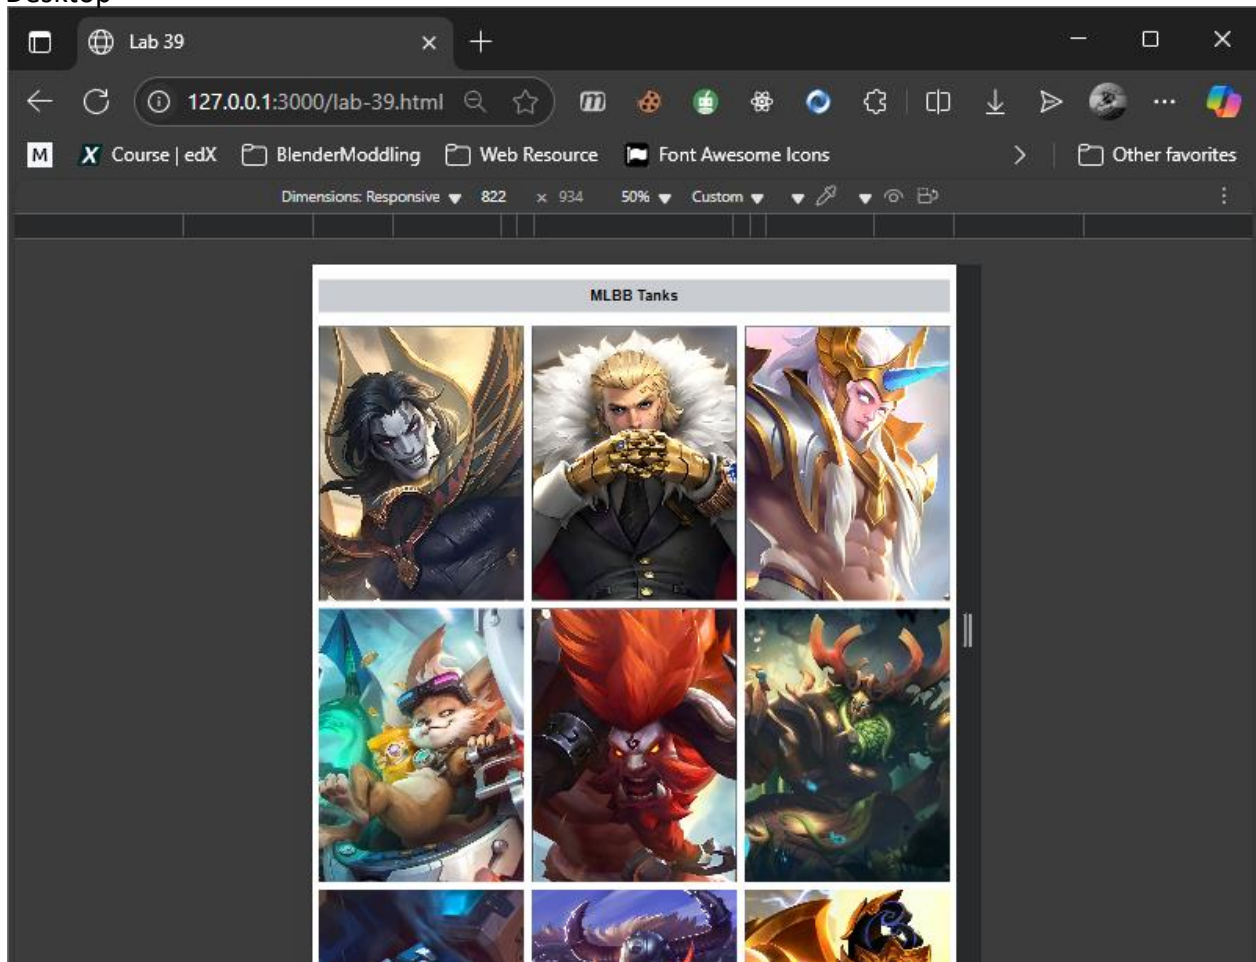 Desktop
Lab 39
127.0.0.1:3000/lab-39.html
M X Course | edX BlenderModdling Web Resource Font Awesome Icons Other favorites
Dimensions: Responsive 822 × 934 50% Custom
MLBB Tanks